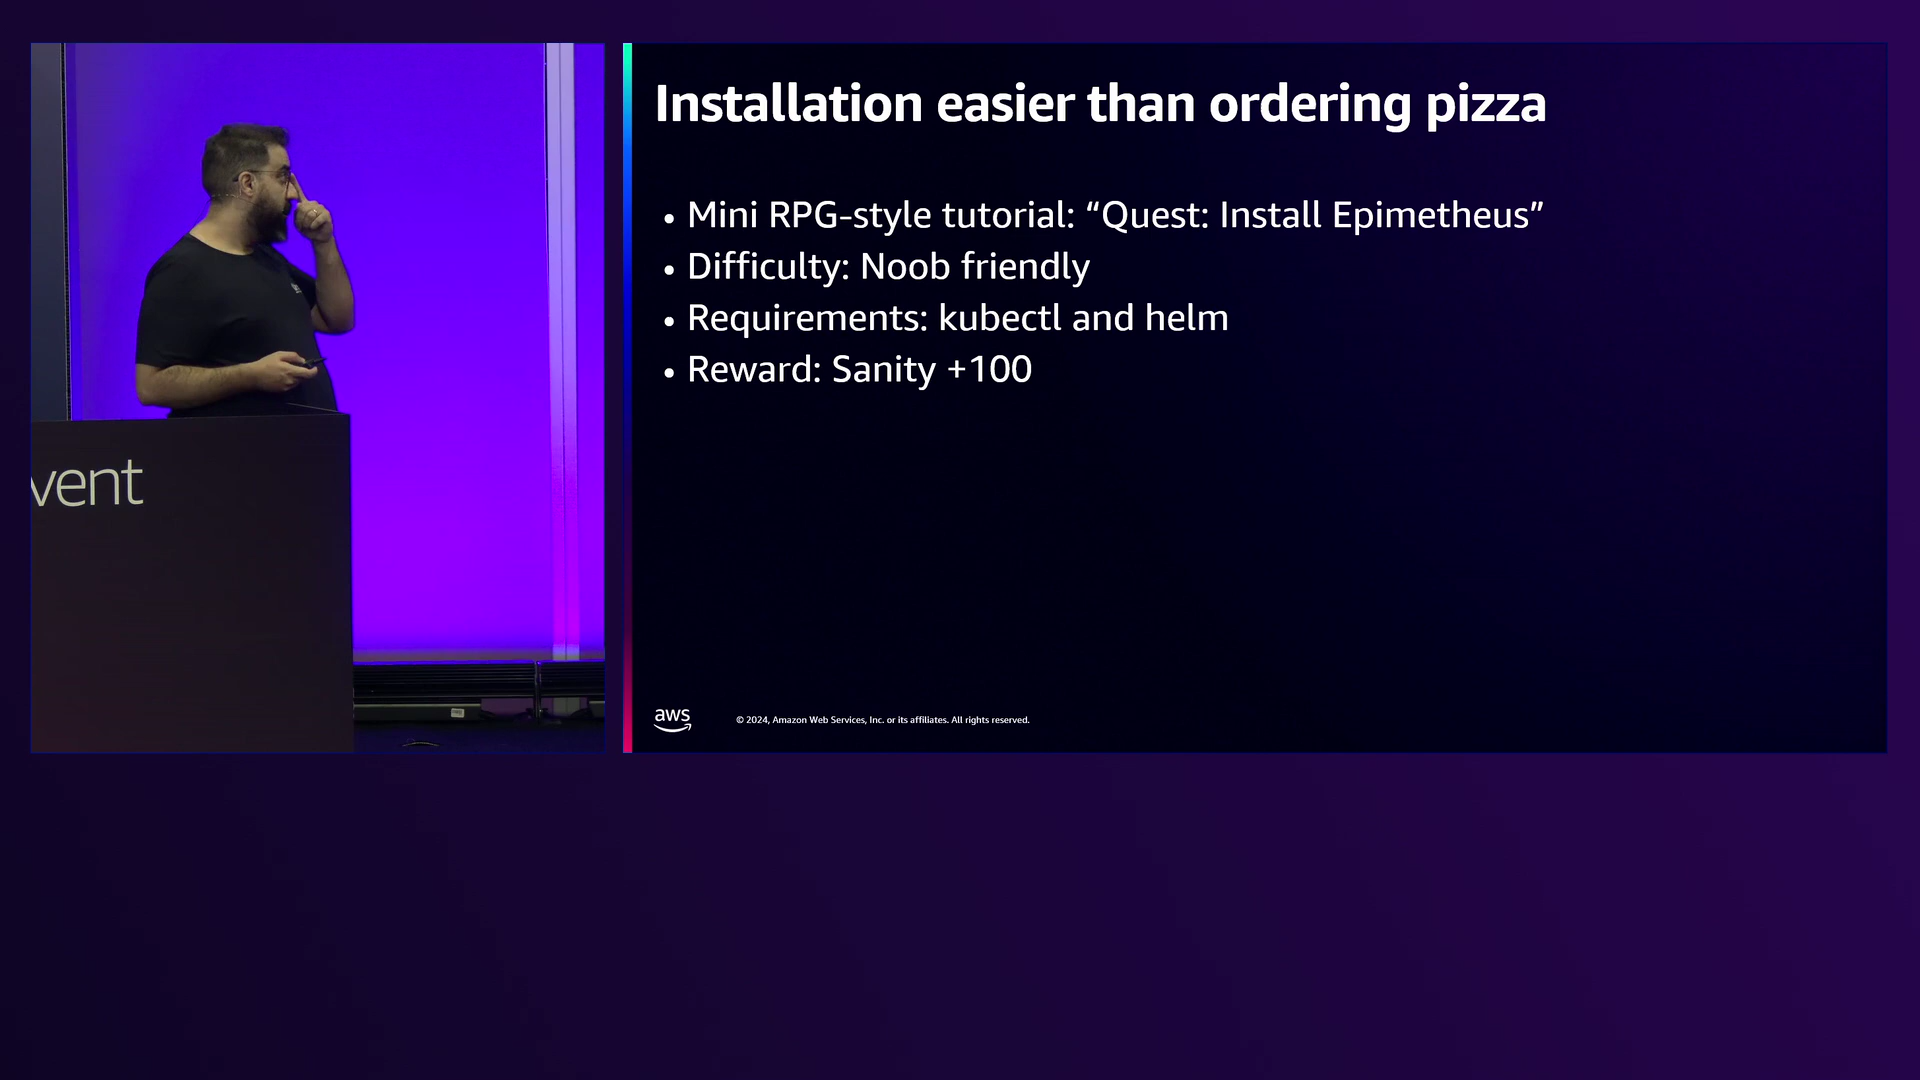 vent
Installation easier than ordering pizza
• Mini RPG-style tutorial: “Quest: Install Epimetheus”
• Difficulty: Noob friendly
• Requirements: kubectl and helm
• Reward: Sanity +100
aws
© 2024, Amazon Web Services, Inc. or its affiliates. All rights reserved.